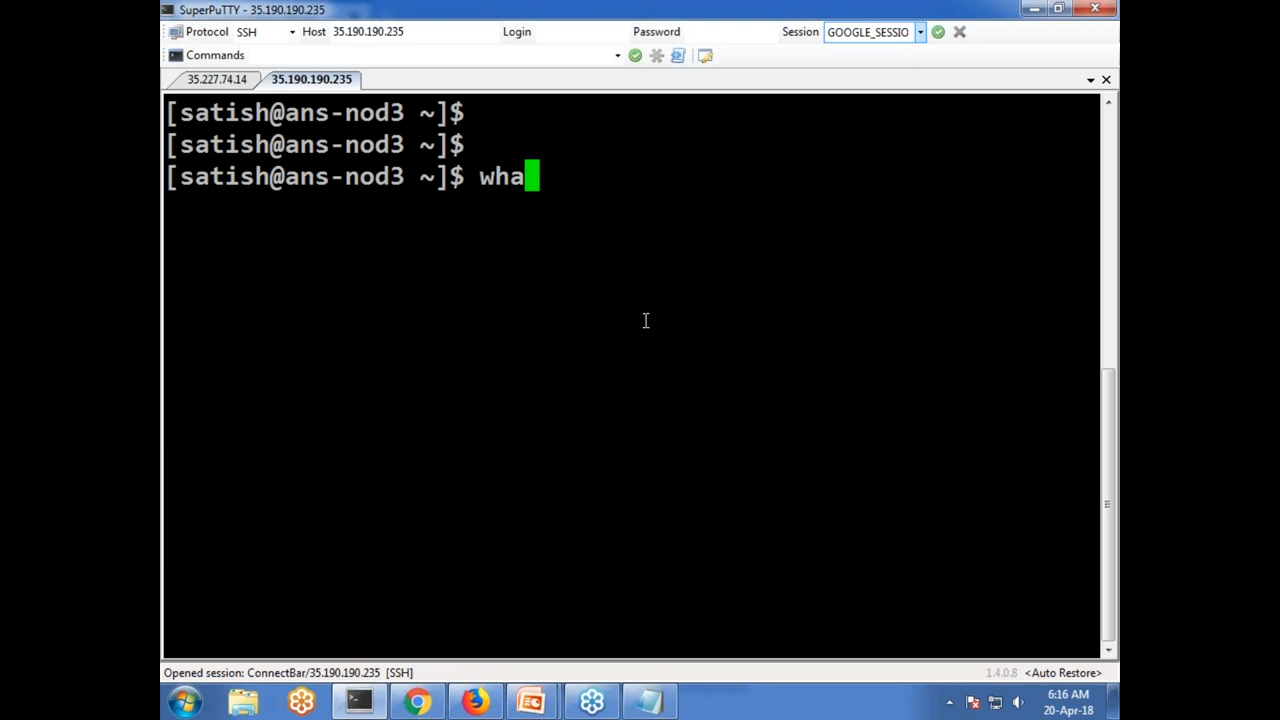 SuperPuTTY - 35.190.190.235
Protocol SSH Host 35.190.190.235 Login Password Session GOOGLE_SESSIO
Commands
35.227.74.14 35.190.190.235
[satish@ans-nod3 ~]$
[satish@ans-nod3 ~]$
[satish@ans-nod3 ~]$ wha
Opened session: ConnectBar/35.190.190.235 [SSH] 1.4.0.8 <Auto Restore>
6:16 AM
20-Apr-18